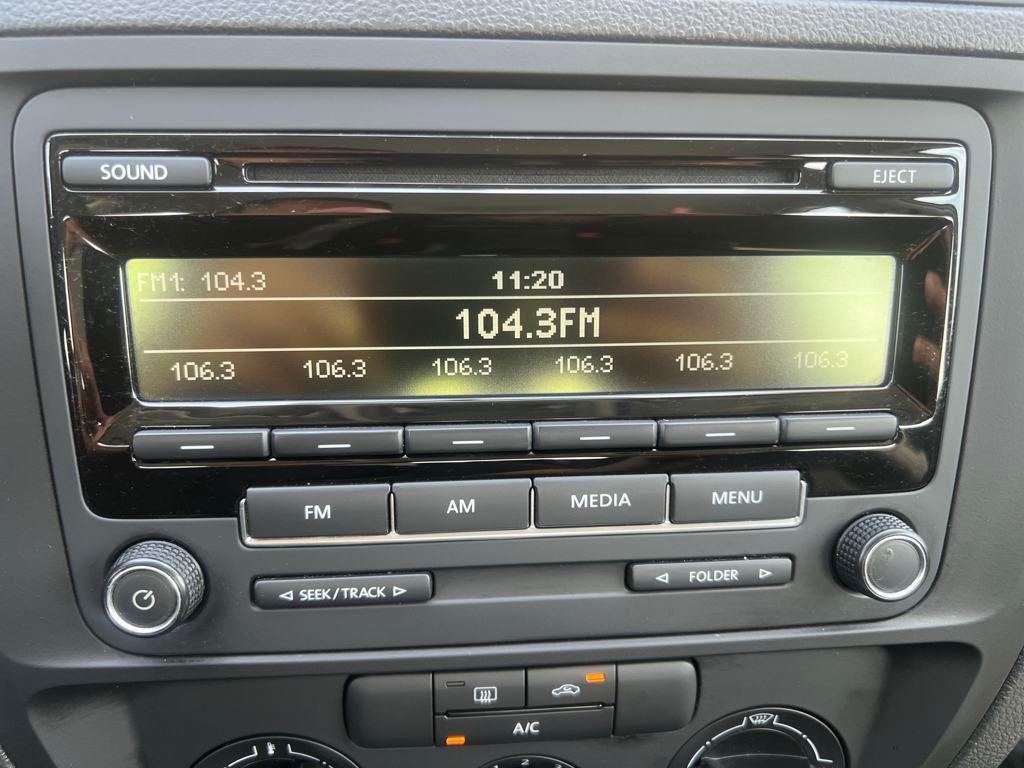 SOUND EJECT
FM1: 104.3 11:20
104.3FM
106.3 106.3 106.3 106.3 106.3 106.3
FM AM MEDIA MENU
SEEK/TRACK FOLDER
A/C